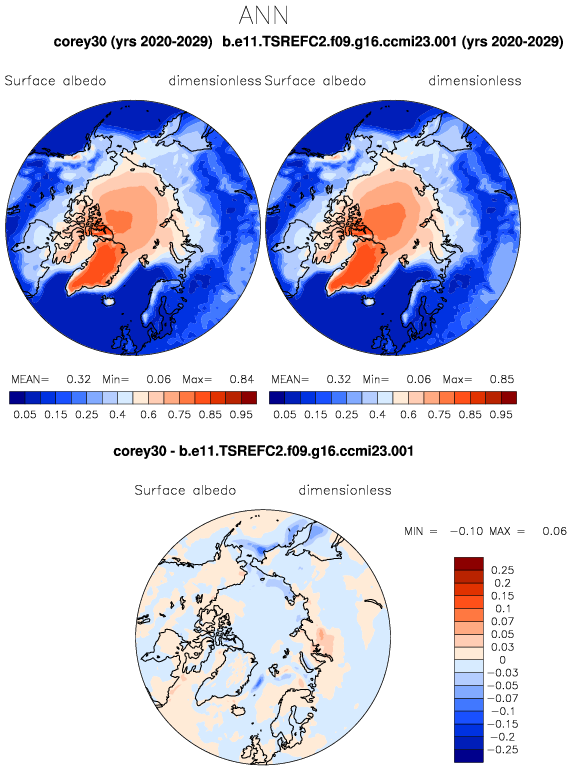 ANN
corey30 (yrs 2020-2029) b.e11.TSREFC2.f09.g16.ccmi23.001 (yrs 2020-2029)
Surface albedo dimensionless Surface albedo dimensionless
MEAN= 0.32 Min= 0.06 Max= 0.84 MEAN= 0.32 Min= 0.06 Max= 0.85
0.05 0.15 0.25 0.4 0.6 0.75 0.85 0.95 0.05 0.15 0.25 0.4 0.6 0.75 0.85 0.95
corey30 - b.e11.TSREFC2.f09.g16.ccmi23.001
Surface albedo dimensionless
MIN = -0.10 MAX = 0.06
0.25
0.2
0.15
0.1
0.07
0.05
0.03
0
-0.03
-0.05
-0.07
-0.1
-0.15
-0.2
-0.25